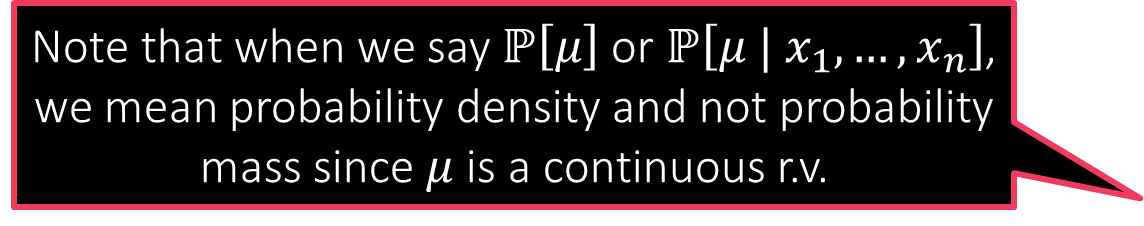 Note that when we say ℙ[𝜇] or ℙ[𝜇 | 𝑥₁, … , 𝑥ₙ],
we mean probability density and not probability
mass since 𝜇 is a continuous r.v.